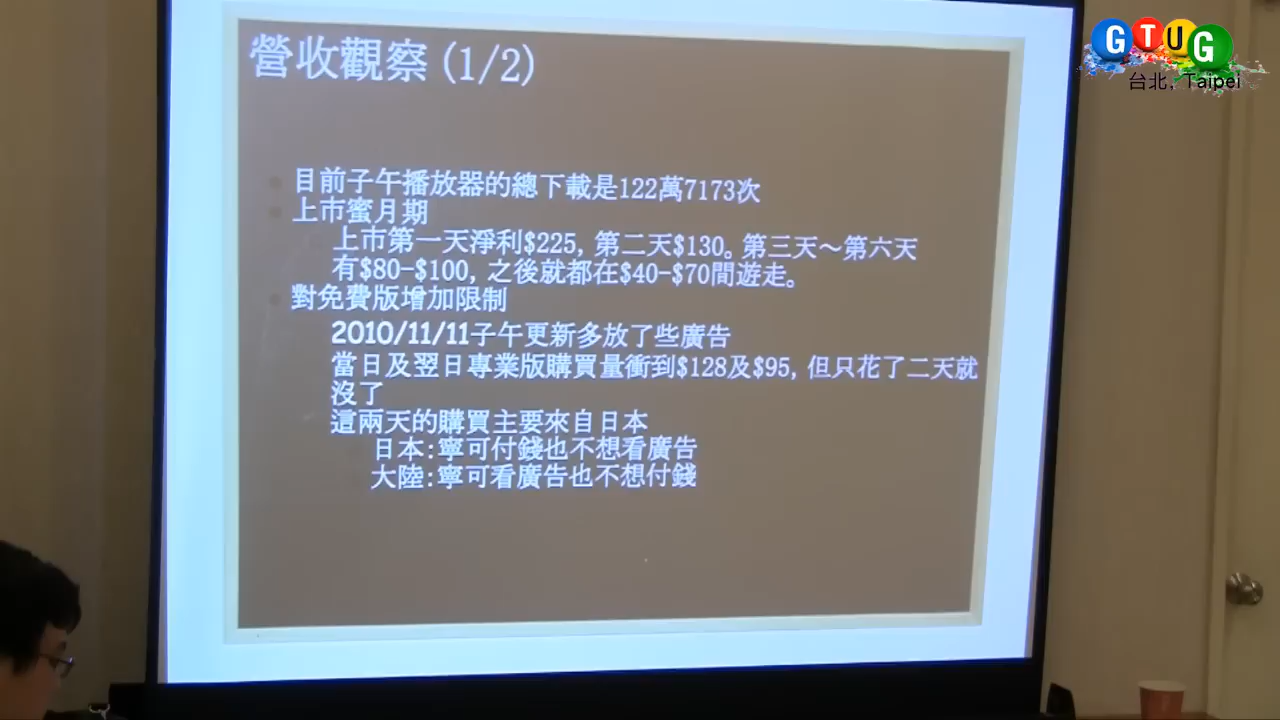 營收觀察 (1/2)
目前子午播放器的總下載是122萬7173次
上市蜜月期
上市第一天淨利$225, 第二天$130。第三天～第六天
有$80-$100, 之後就都在$40-$70間遊走。
對免費版增加限制
2010/11/11子午更新多放了些廣告
當日及翌日專業版購買量衝到$128及$95, 但只花了二天就
沒了
這兩天的購買主要來自日本
日本:寧可付錢也不想看廣告
大陸:寧可看廣告也不想付錢
GTUG
台北, Taipei